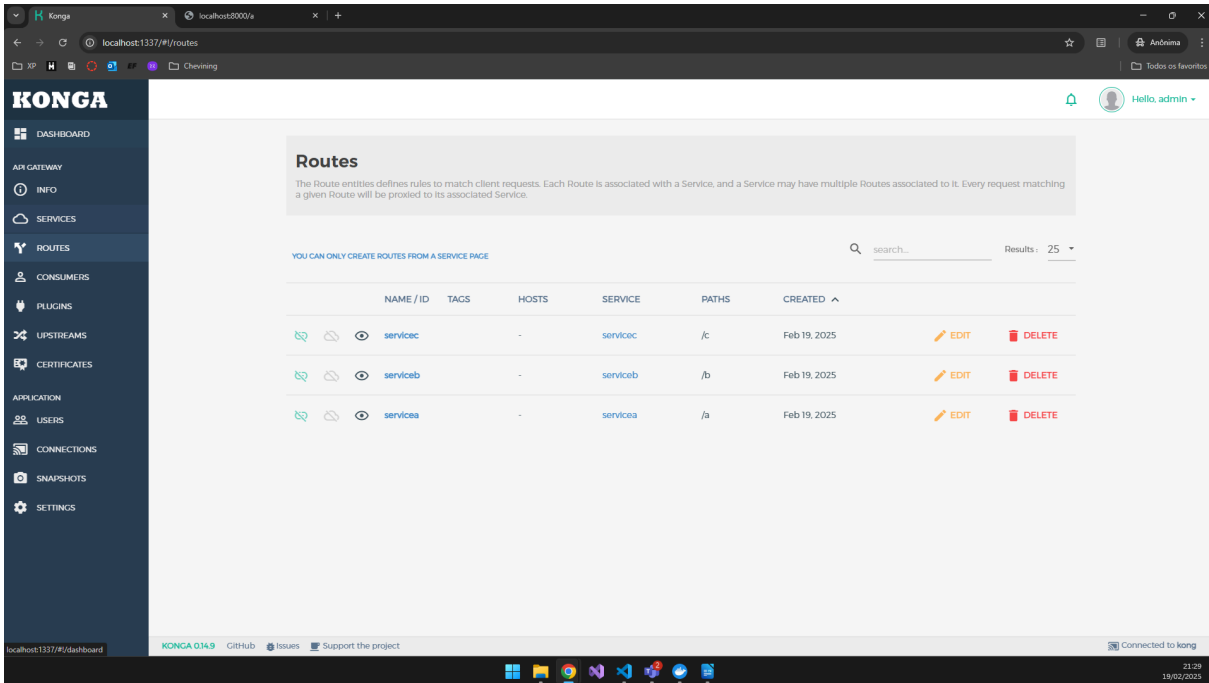 Konga
localhost:8000/a
localhost:1337/#!/routes
Anônima
XP
EF
Chevining
Todos os favoritos
KONGA
Hello, admin
DASHBOARD
API GATEWAY
INFO
SERVICES
ROUTES
CONSUMERS
PLUGINS
UPSTREAMS
CERTIFICATES
APPLICATION
USERS
CONNECTIONS
SNAPSHOTS
SETTINGS
Routes
The Route entities defines rules to match client requests. Each Route is associated with a Service, and a Service may have multiple Routes associated to it. Every request matching
a given Route will be proxied to its associated Service.
YOU CAN ONLY CREATE ROUTES FROM A SERVICE PAGE
search...
Results : 25
NAME / ID TAGS HOSTS SERVICE PATHS CREATED
servicec - servicec /c Feb 19, 2025 EDIT DELETE
serviceb - serviceb /b Feb 19, 2025 EDIT DELETE
servicea - servicea /a Feb 19, 2025 EDIT DELETE
localhost:1337/#!/dashboard
KONGA 0.14.9 GitHub Issues Support the project
Connected to kong
2
21:29
19/02/2025